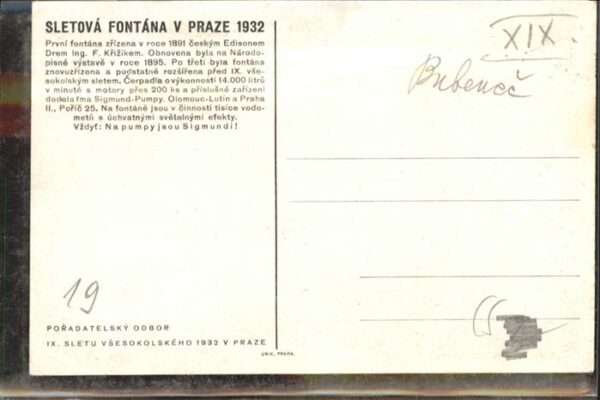 SLETOVÁ FONTÁNA V PRAZE 1932
První fontána zřízena v roce 1891 českým Edisonem
Drem Ing. F. Křižíkem. Obnovena byla na Národo-
pisné výstavě v roce 1895. Po třetí byla fontána
znovuzřízena a podstatně rozšířena před IX. vše-
sokolským sletem. Čerpadla o výkonnosti 14.000 litrů
v minutě s motory přes 200 ks a příslušné zařízení
dodala fma Sigmund-Pumpy, Olomouc-Lutín a Praha
II., Poříč 25. Na fontáně jsou v činnosti tisíce vodo-
metů s úchvatnými světelnými efekty.
Vždyť: Na pumpy jsou Sigmundi!
XIX.
Bubeneč
19
POŘADATELSKÝ ODBOR
IX. SLETU VŠESOKOLSKÉHO 1932 V PRAZE
UNIE, PRAHA.